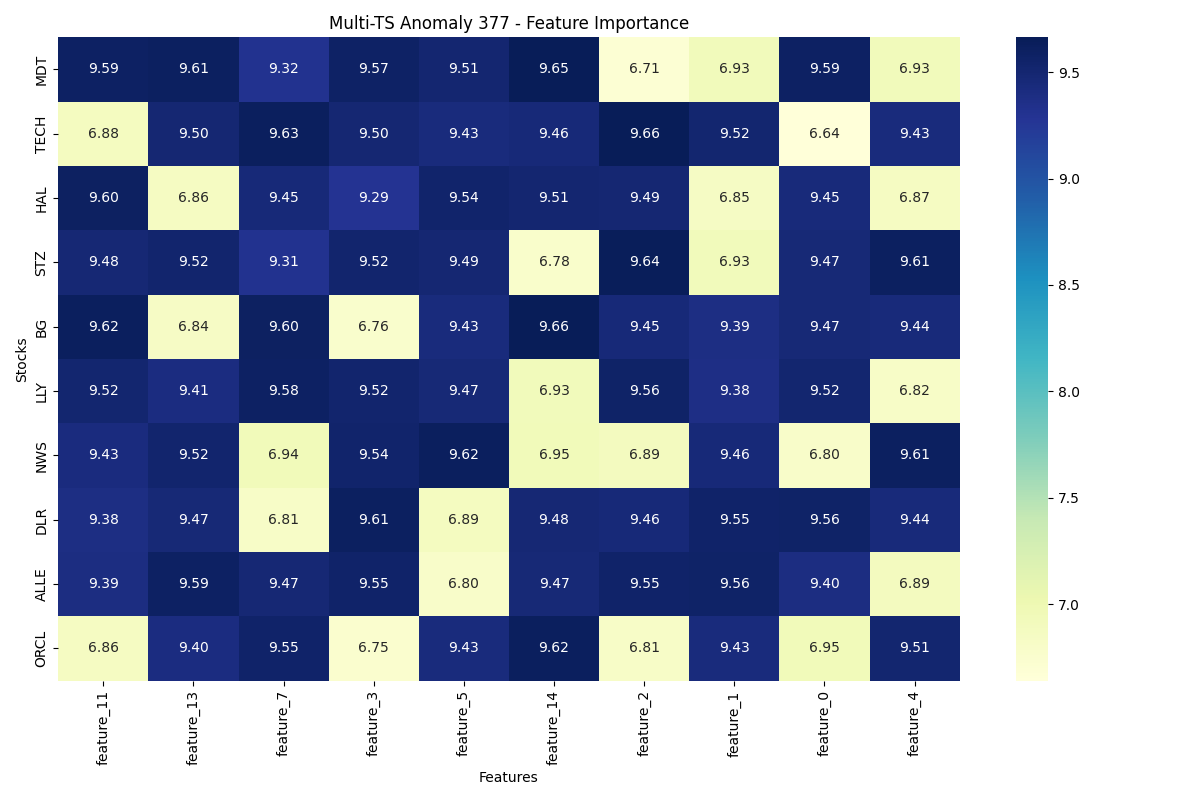 Multi-TS Anomaly 377 - Feature Importance
Stocks
MDT 9.59 9.61 9.32 9.57 9.51 9.65 6.71 6.93 9.59 6.93
TECH 6.88 9.50 9.63 9.50 9.43 9.46 9.66 9.52 6.64 9.43
HAL 9.60 6.86 9.45 9.29 9.54 9.51 9.49 6.85 9.45 6.87
STZ 9.48 9.52 9.31 9.52 9.49 6.78 9.64 6.93 9.47 9.61
BG 9.62 6.84 9.60 6.76 9.43 9.66 9.45 9.39 9.47 9.44
LLY 9.52 9.41 9.58 9.52 9.47 6.93 9.56 9.38 9.52 6.82
NWS 9.43 9.52 6.94 9.54 9.62 6.95 6.89 9.46 6.80 9.61
DLR 9.38 9.47 6.81 9.61 6.89 9.48 9.46 9.55 9.56 9.44
ALLE 9.39 9.59 9.47 9.55 6.80 9.47 9.55 9.56 9.40 6.89
ORCL 6.86 9.40 9.55 6.75 9.43 9.62 6.81 9.43 6.95 9.51
feature_11 feature_13 feature_7 feature_3 feature_5 feature_14 feature_2 feature_1 feature_0 feature_4
Features
9.5
9.0
8.5
8.0
7.5
7.0